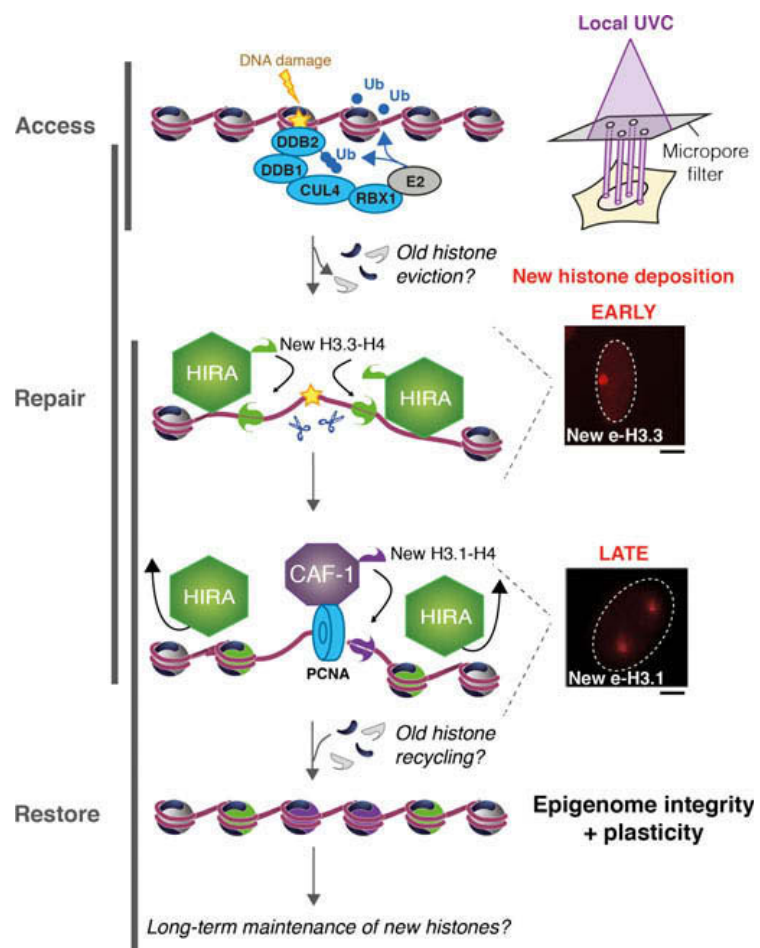 Local UVC
DNA damage
Ub
Ub
Access
DDB2
Ub
Micropore
filter
DDB1
E2
CUL4
RBX1
Old histone
eviction?
New histone deposition
EARLY
New H3.3-H4
HIRA
HIRA
Repair
New e-H3.3
New H3.1-H4
LATE
CAF-1
HIRA
HIRA
PCNA
New e-H3.1
Old histone
recycling?
Restore
Epigenome integrity
+ plasticity
Long-term maintenance of new histones?